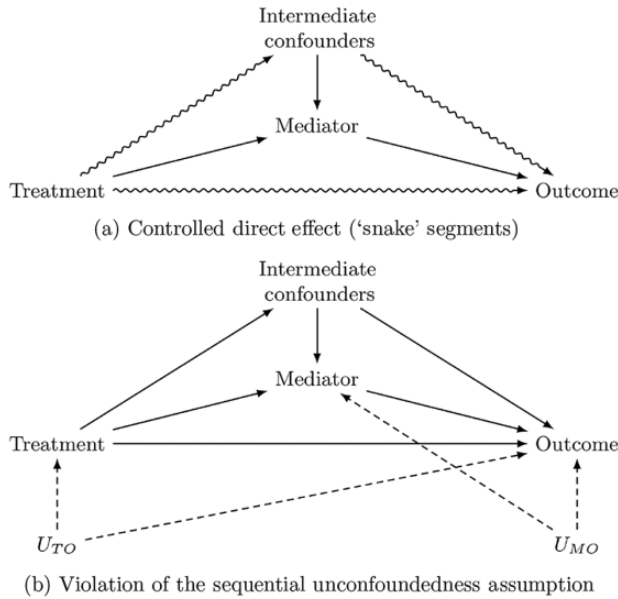 Intermediate
confounders
Mediator
Treatment Outcome
(a) Controlled direct effect (‘snake’ segments)
Intermediate
confounders
Mediator
Treatment Outcome
U_TO U_MO
(b) Violation of the sequential unconfoundedness assumption